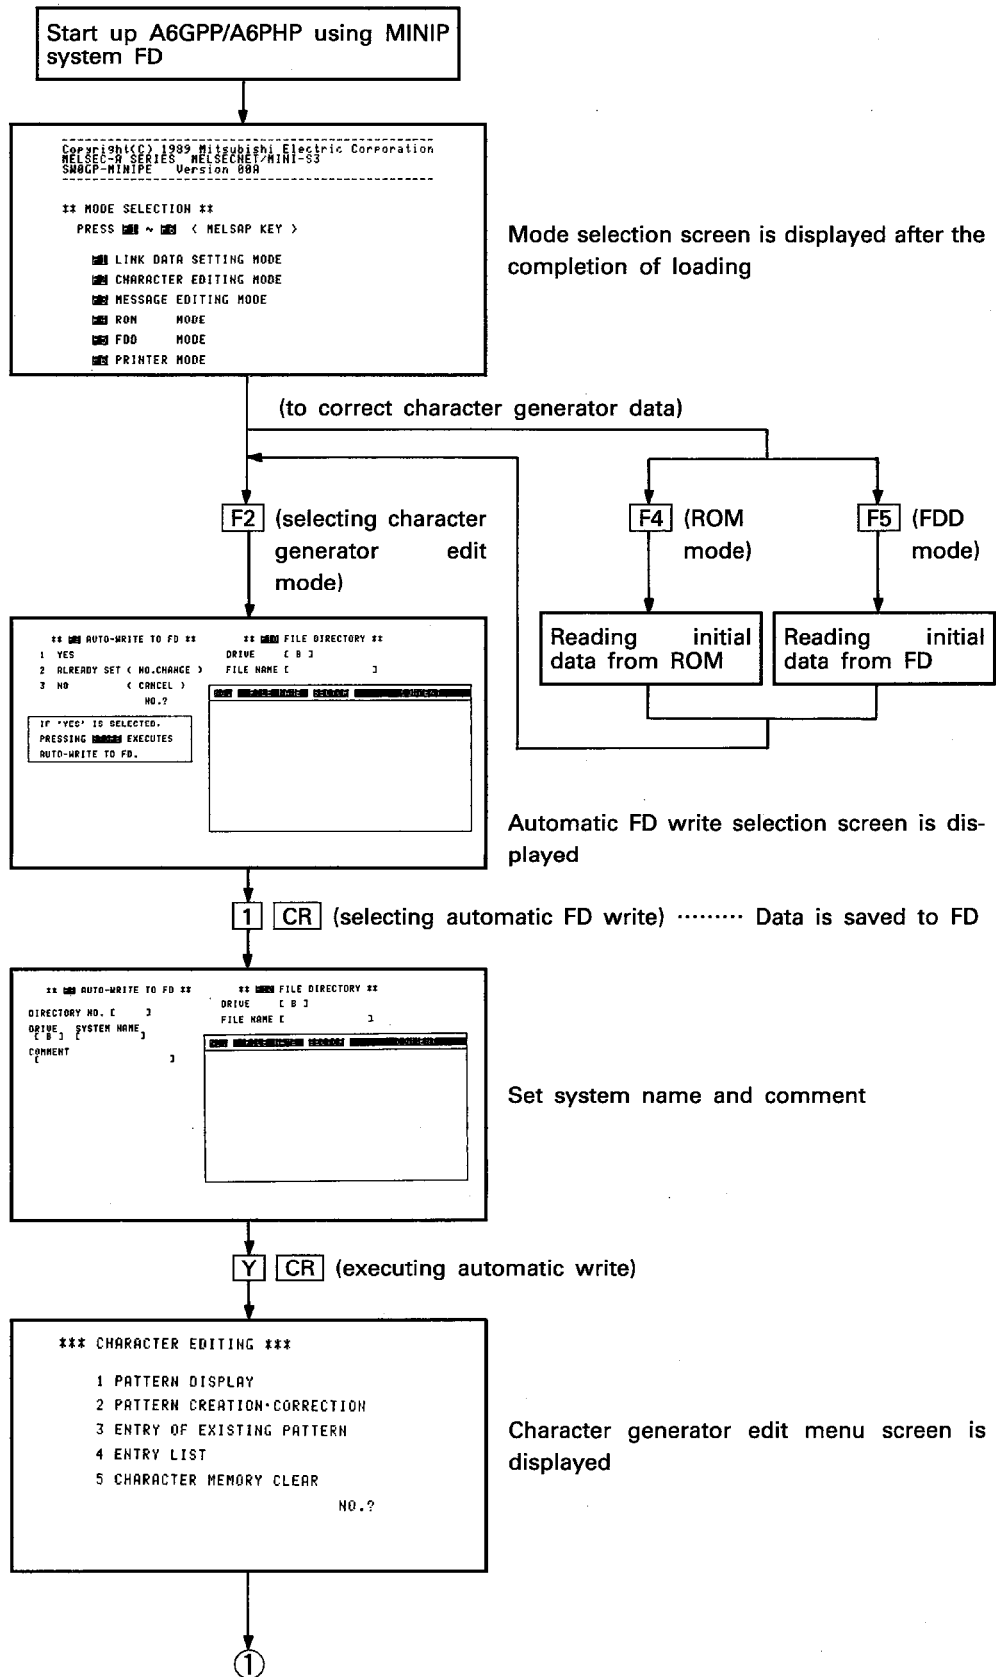 Start up A6GPP/A6PHP using MINIP
system FD
Copyright(C) 1989 Mitsubishi Electric Corporation
MELSEC-A SERIES MELSECNET/MINI-S3
SW0GP-MINIPE Version 00A
** MODE SELECTION **
PRESS ~ < MELSAP KEY >
LINK DATA SETTING MODE
CHARACTER EDITING MODE
MESSAGE EDITING MODE
ROM MODE
FDD MODE
PRINTER MODE
Mode selection screen is displayed after the
completion of loading
(to correct character generator data)
F2 (selecting character
generator edit
mode)
F4 (ROM
mode)
F5 (FDD
mode)
Reading initial
data from ROM
Reading initial
data from FD
** AUTO-WRITE TO FD **
1 YES
2 ALREADY SET ( NO.CHANGE )
3 NO ( CANCEL )
NO.?
IF "YES" IS SELECTED.
PRESSING EXECUTES
AUTO-WRITE TO FD.
** FILE DIRECTORY **
DRIVE [ B ]
FILE NAME [ ]
Automatic FD write selection screen is dis-
played
1 CR (selecting automatic FD write) ········· Data is saved to FD
** AUTO-WRITE TO FD **
DIRECTORY NO. [ ]
DRIVE SYSTEM NAME
[ B ] [ ]
COMMENT
[ ]
** FILE DIRECTORY **
DRIVE [ B ]
FILE NAME [ ]
Set system name and comment
Y CR (executing automatic write)
*** CHARACTER EDITING ***
1 PATTERN DISPLAY
2 PATTERN CREATION·CORRECTION
3 ENTRY OF EXISTING PATTERN
4 ENTRY LIST
5 CHARACTER MEMORY CLEAR
NO.?
Character generator edit menu screen is
displayed
①